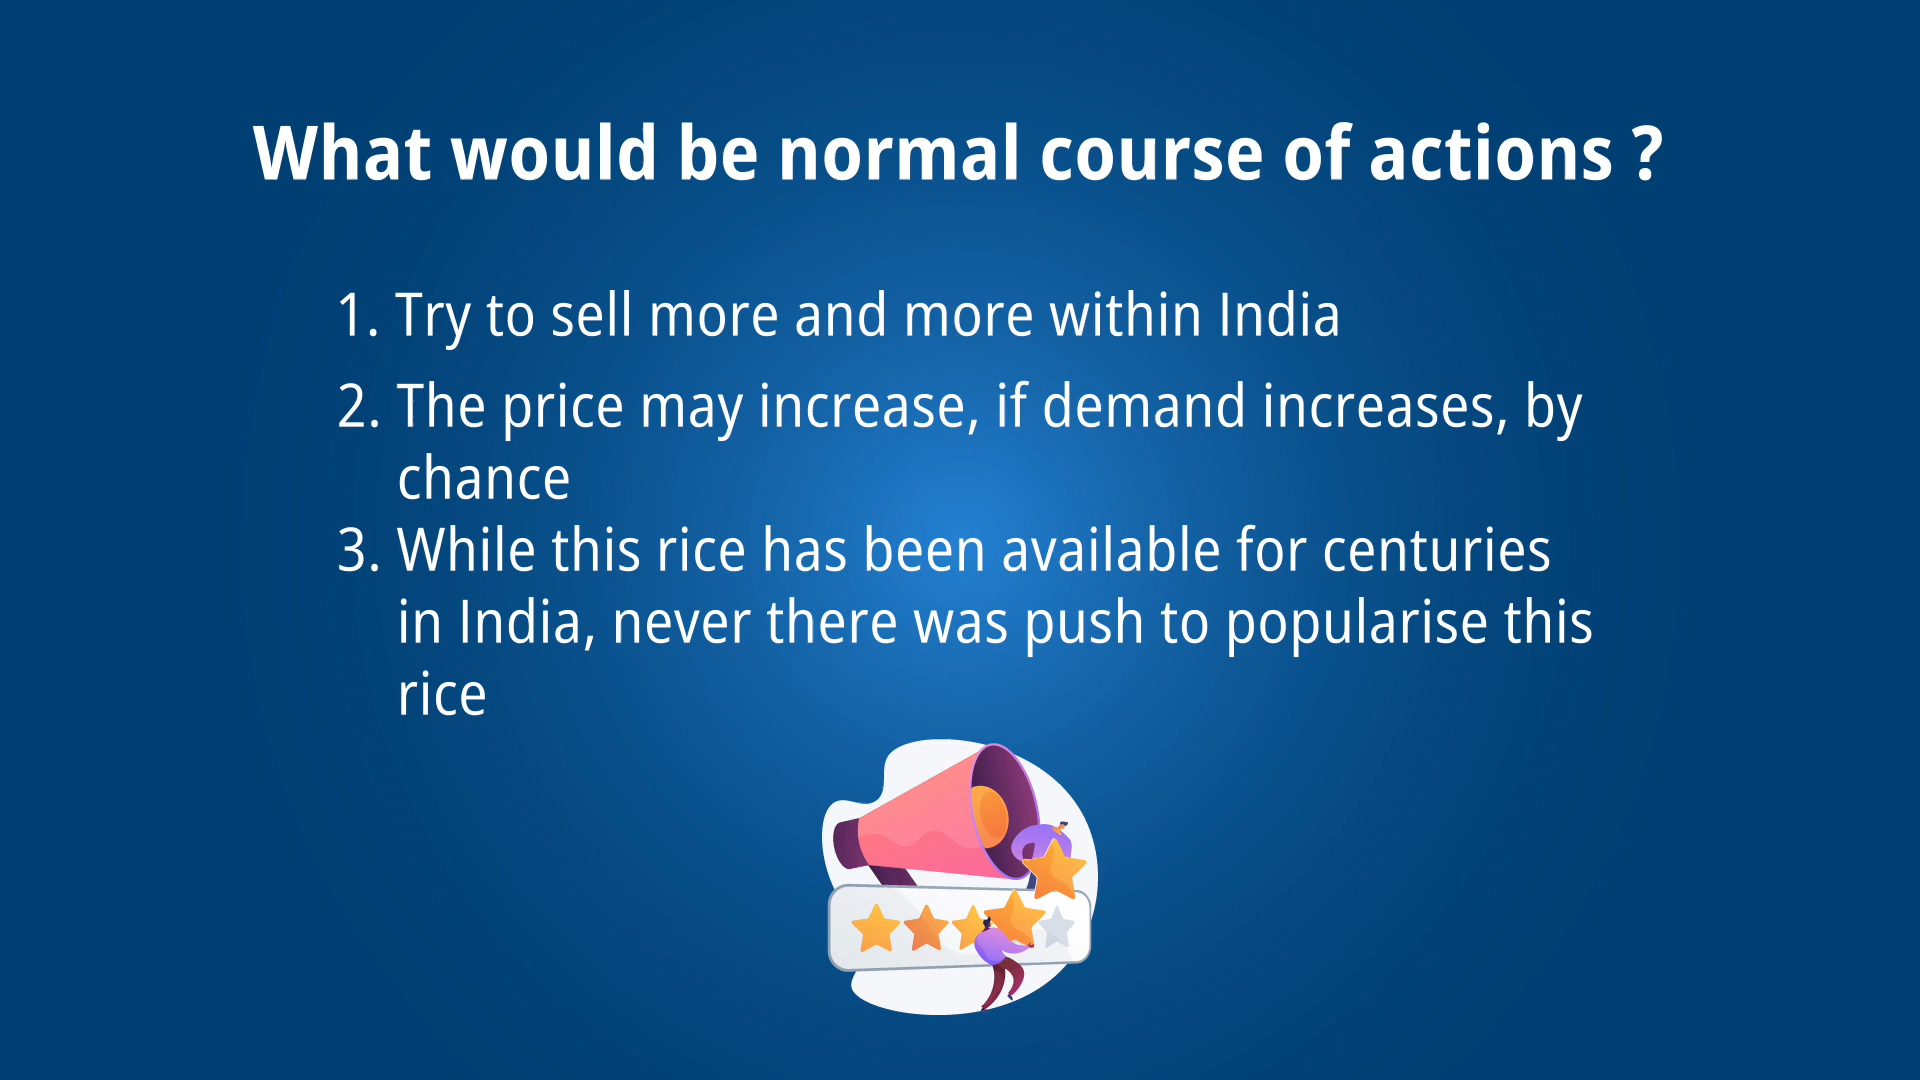 What would be normal course of actions ?
1. Try to sell more and more within India
2. The price may increase, if demand increases, by
chance
3. While this rice has been available for centuries
in India, never there was push to popularise this
rice